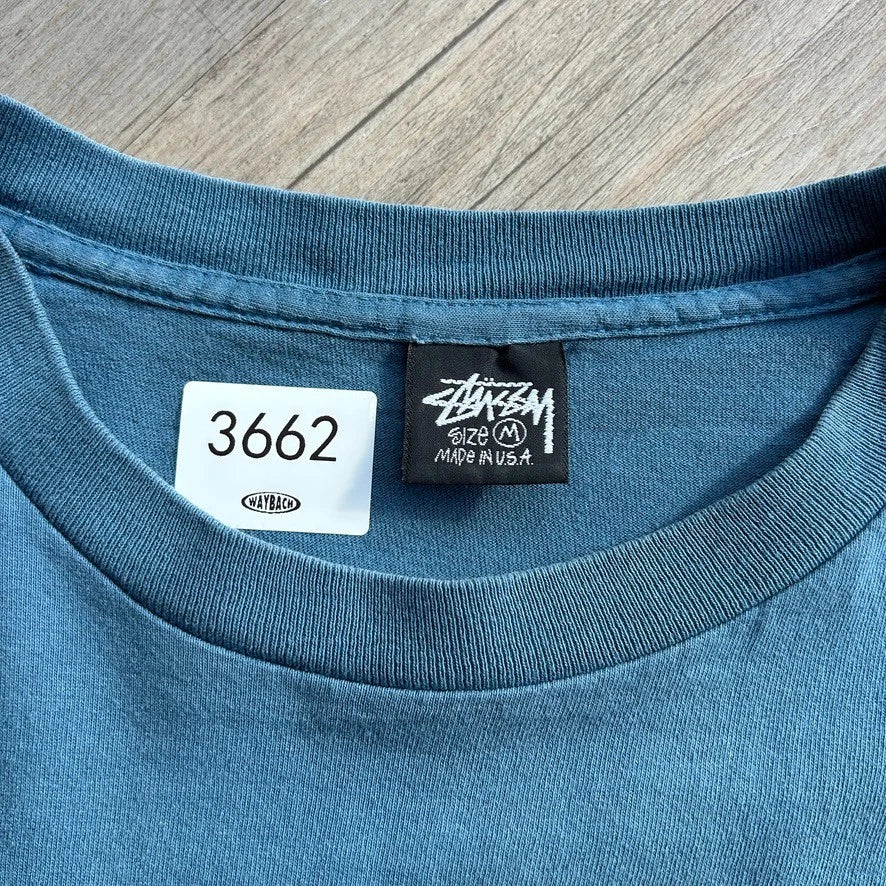 3662
WAYBACH
Stüssy
SIZE M
MADE IN U.S.A.